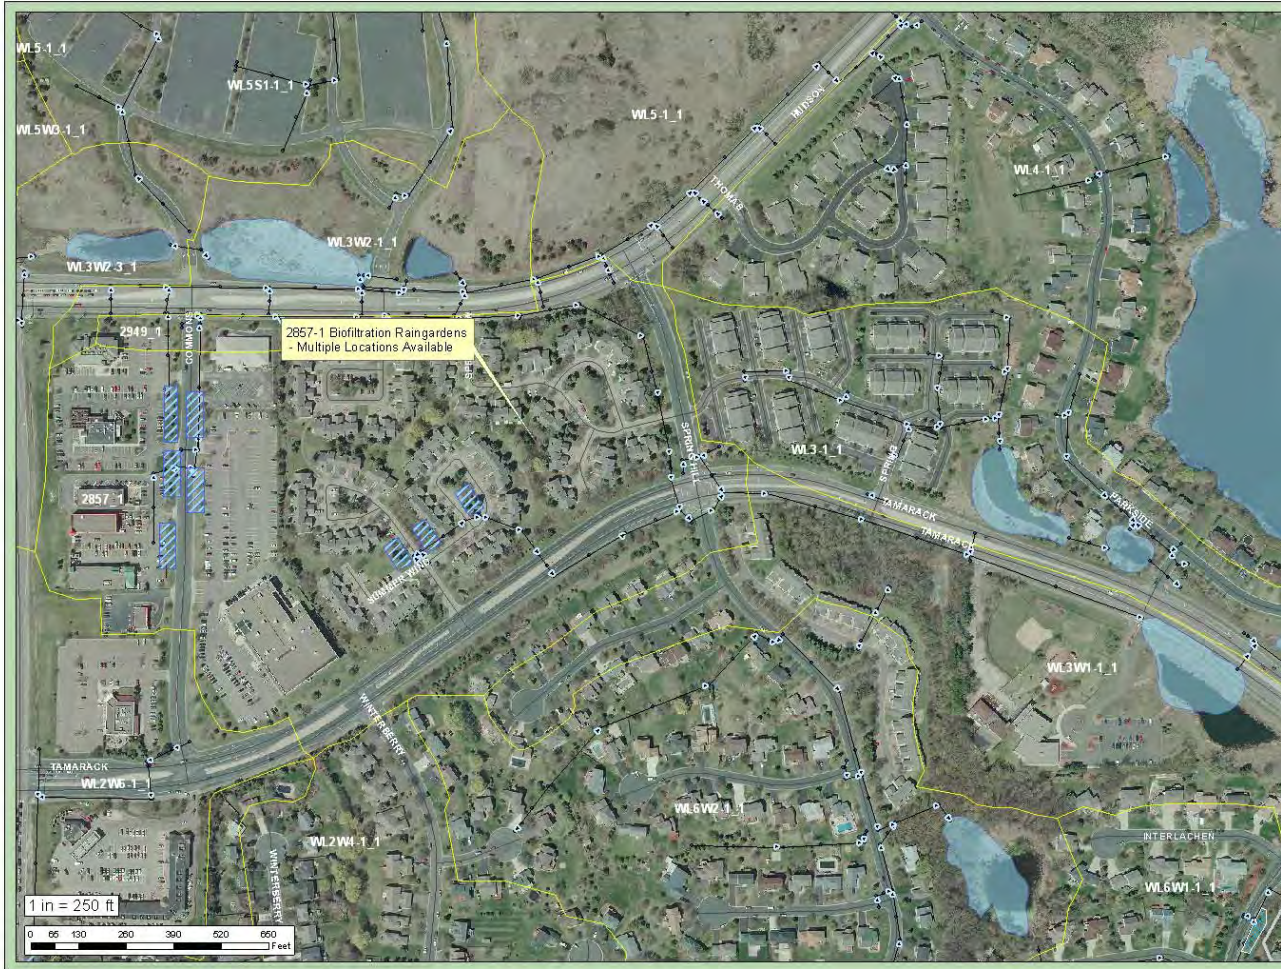 WL5-1_1
WL5S1-1_1
WL5-1_1
HUDSON
WL5W3-1_1
WL4-1_1
THOMAS
WL3W2-1_1
WL3W2-3_1
2949_1
COMMONS
2857-1 Biofiltration Raingardens
- Multiple Locations Available
SPRING HILL
WL3-1_1
SPRING
2857_1
TAMARACK
TAMARACK
PARKSIDE
SUMMER WIND
WL3W1-1_1
WINTERBERRY
TAMARACK
WL2W6-1_1
WL6W2-1_1
WL2W4-1_1
WINTERBERRY
INTERLACHEN
WL6W1-1_1
1 in = 250 ft
0 65 130 260 390 520 650
Feet